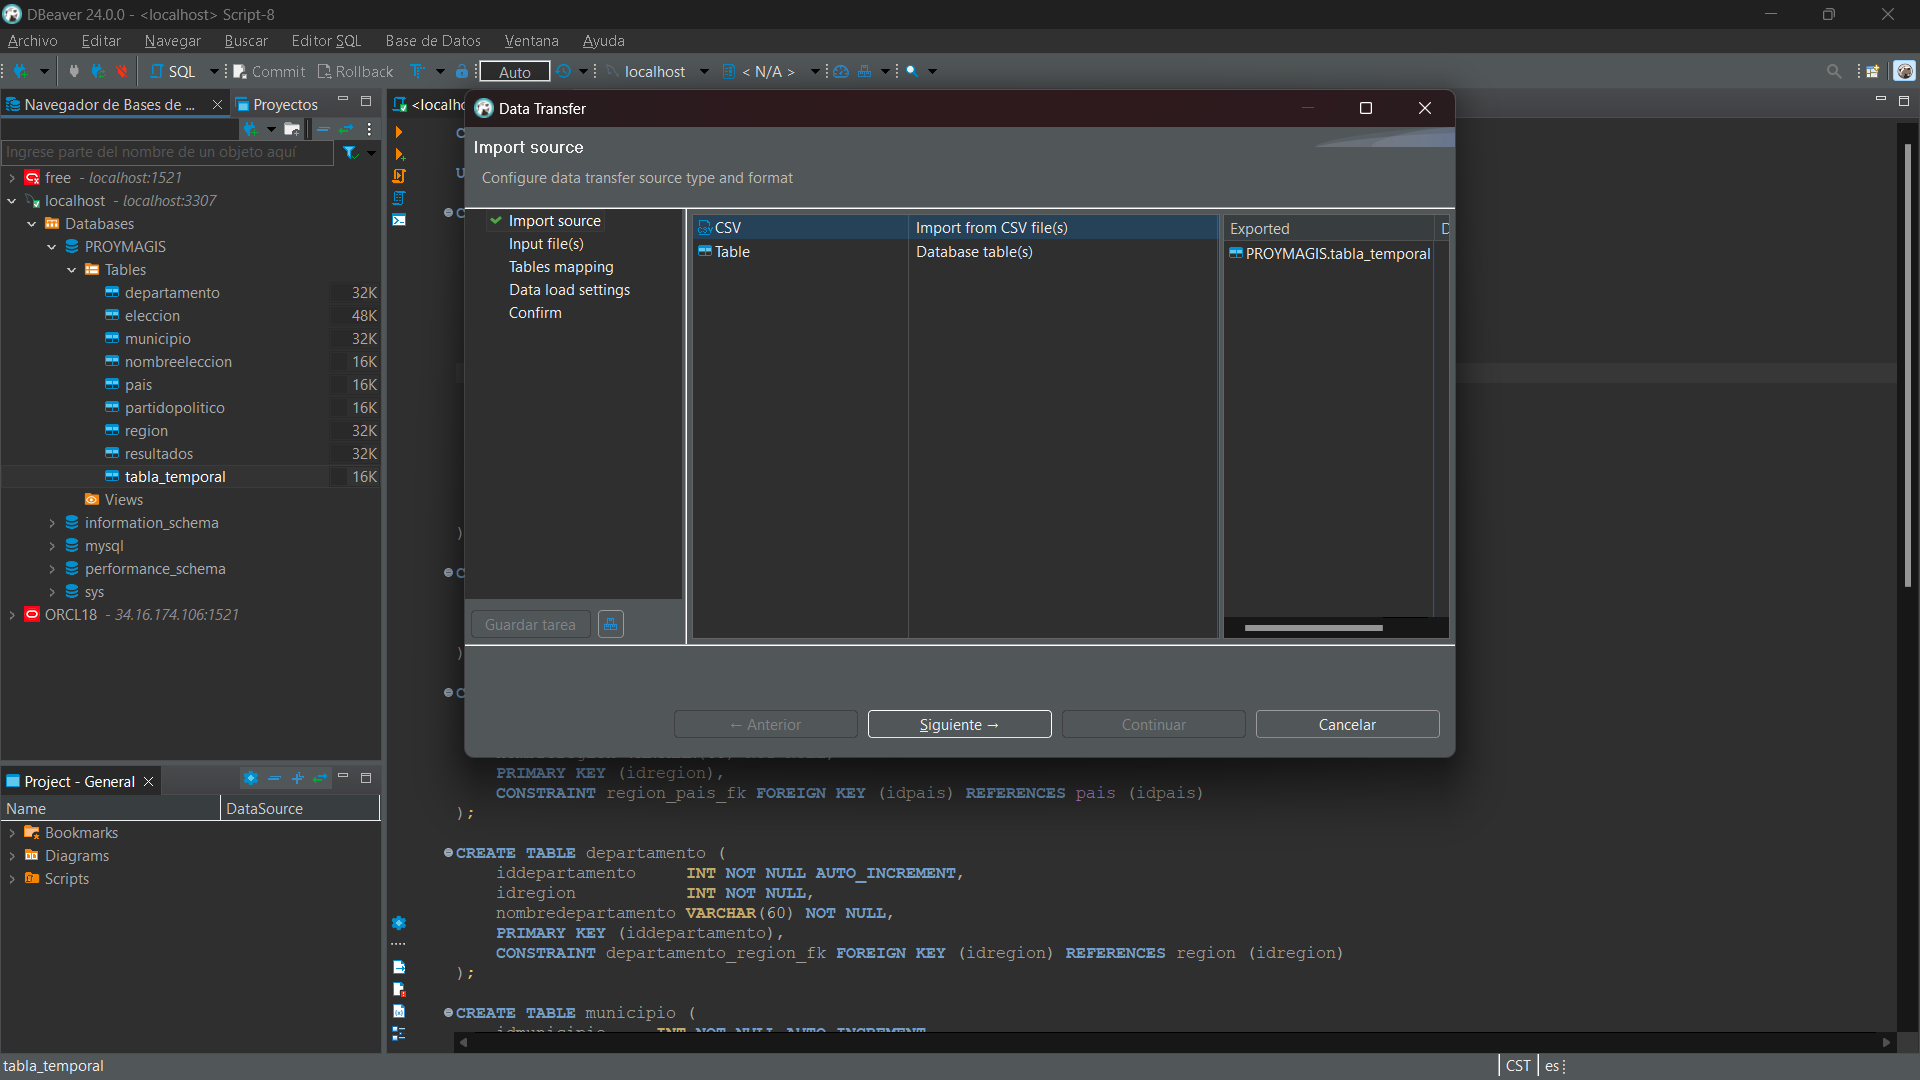 DBeaver 24.0.0 - <localhost> Script-8
Archivo Editar Navegar Buscar Editor SQL Base de Datos Ventana Ayuda
SQL Commit Rollback Auto localhost < N/A >
Navegador de Bases de ... Proyectos
Ingrese parte del nombre de un objeto aquí
free - localhost:1521
localhost - localhost:3307
Databases
PROYMAGIS
Tables
departamento 32K
eleccion 48K
municipio 32K
nombreeleccion 16K
pais 16K
partidopolitico 16K
region 32K
resultados 32K
tabla_temporal 16K
Views
information_schema
mysql
performance_schema
sys
ORCL18 - 34.16.174.106:1521
Project - General
Name DataSource
Bookmarks
Diagrams
Scripts
<localh
Data Transfer
Import source
Configure data transfer source type and format
Import source
Input file(s)
Tables mapping
Data load settings
Confirm
Guardar tarea
CSV Import from CSV file(s)
Table Database table(s)
Exported D
PROYMAGIS.tabla_temporal
← Anterior Siguiente → Continuar Cancelar
PRIMARY KEY (idregion),
CONSTRAINT region_pais_fk FOREIGN KEY (idpais) REFERENCES pais (idpais)
);
CREATE TABLE departamento (
iddepartamento INT NOT NULL AUTO_INCREMENT,
idregion INT NOT NULL,
nombredepartamento VARCHAR(60) NOT NULL,
PRIMARY KEY (iddepartamento),
CONSTRAINT departamento_region_fk FOREIGN KEY (idregion) REFERENCES region (idregion)
);
CREATE TABLE municipio (
idmunicipio INT NOT NULL AUTO_INCREMENT
tabla_temporal
CST es